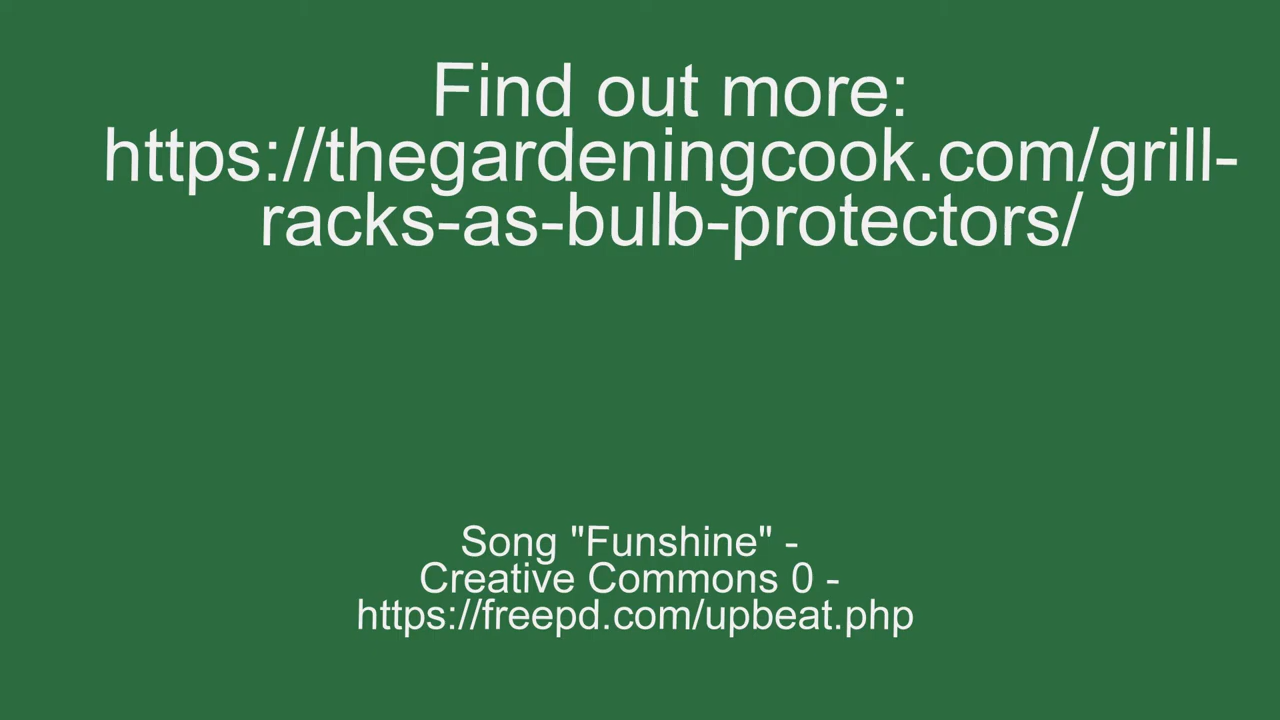 Find out more:
https://thegardeningcook.com/grill-
racks-as-bulb-protectors/
Song "Funshine" -
Creative Commons 0 -
https://freepd.com/upbeat.php